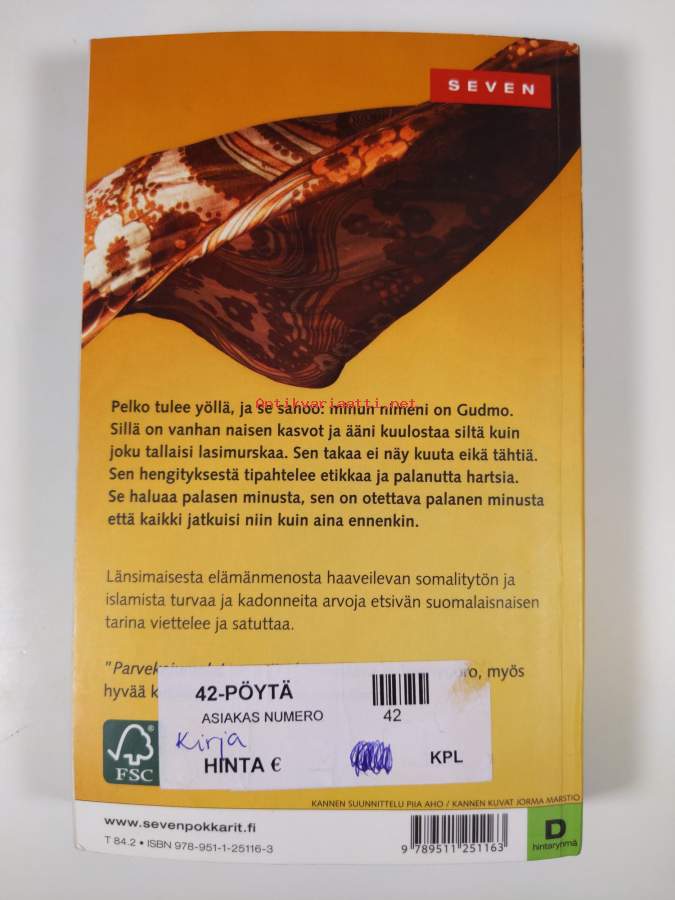 SEVEN
Antikvariaatti.net
Pelko tulee yöllä, ja se sanoo: minun nimeni on Gudmo.
Sillä on vanhan naisen kasvot ja ääni kuulostaa siltä kuin
joku tallaisi lasimurskaa. Sen takaa ei näy kuuta eikä tähtiä.
Sen hengityksestä tipahtelee etikkaa ja palanutta hartsia.
Se haluaa palasen minusta, sen on otettava palanen minusta
että kaikki jatkuisi niin kuin aina ennenkin.
Länsimaisesta elämänmenosta haaveilevan somalitytön ja
islamista turvaa ja kadonneita arvoja etsivän suomalaisnaisen
tarina viettelee ja satuttaa.
myös
hyvää
42-PÖYTÄ
ASIAKAS NUMERO 42
Kirja
HINTA € KPL
FSC
KANNEN SUUNNITTELU PIIA AHO / KANNEN KUVAT JORMA MARSTIO
www.sevenpokkarit.fi
T 84.2 • ISBN 978-951-1-25116-3
9 789511 251163
D
hintaryhmä